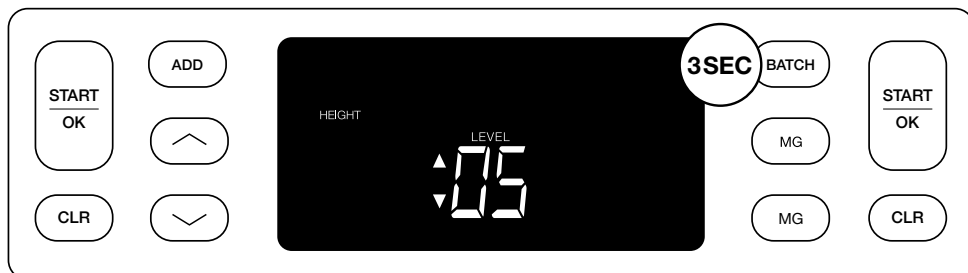 START
OK
CLR
ADD
HEIGHT
LEVEL
05
3SEC
BATCH
MG
MG
START
OK
CLR